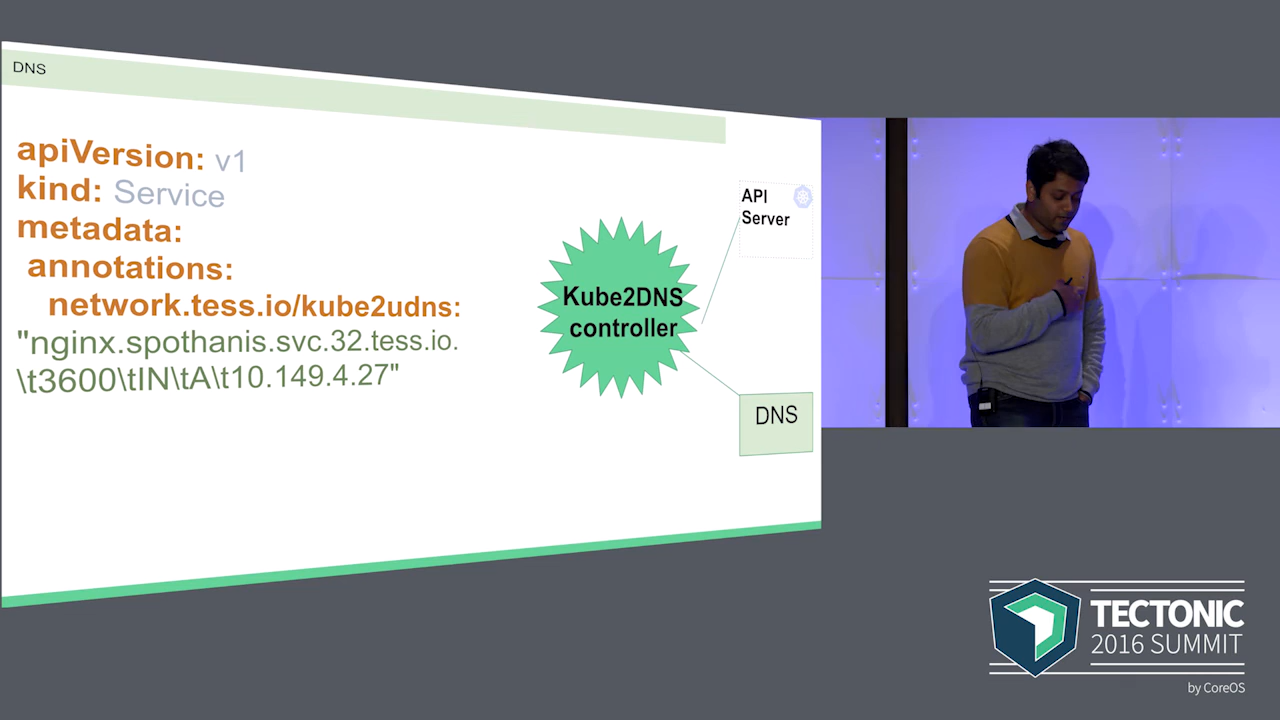 DNS
apiVersion: v1
kind: Service
metadata:
annotations:
network.tess.io/kube2udns:
"nginx.spothanis.svc.32.tess.io.
\t3600\tIN\tA\t10.149.4.27"
Kube2DNS
controller
API
Server
DNS
TECTONIC
2016 SUMMIT
by CoreOS